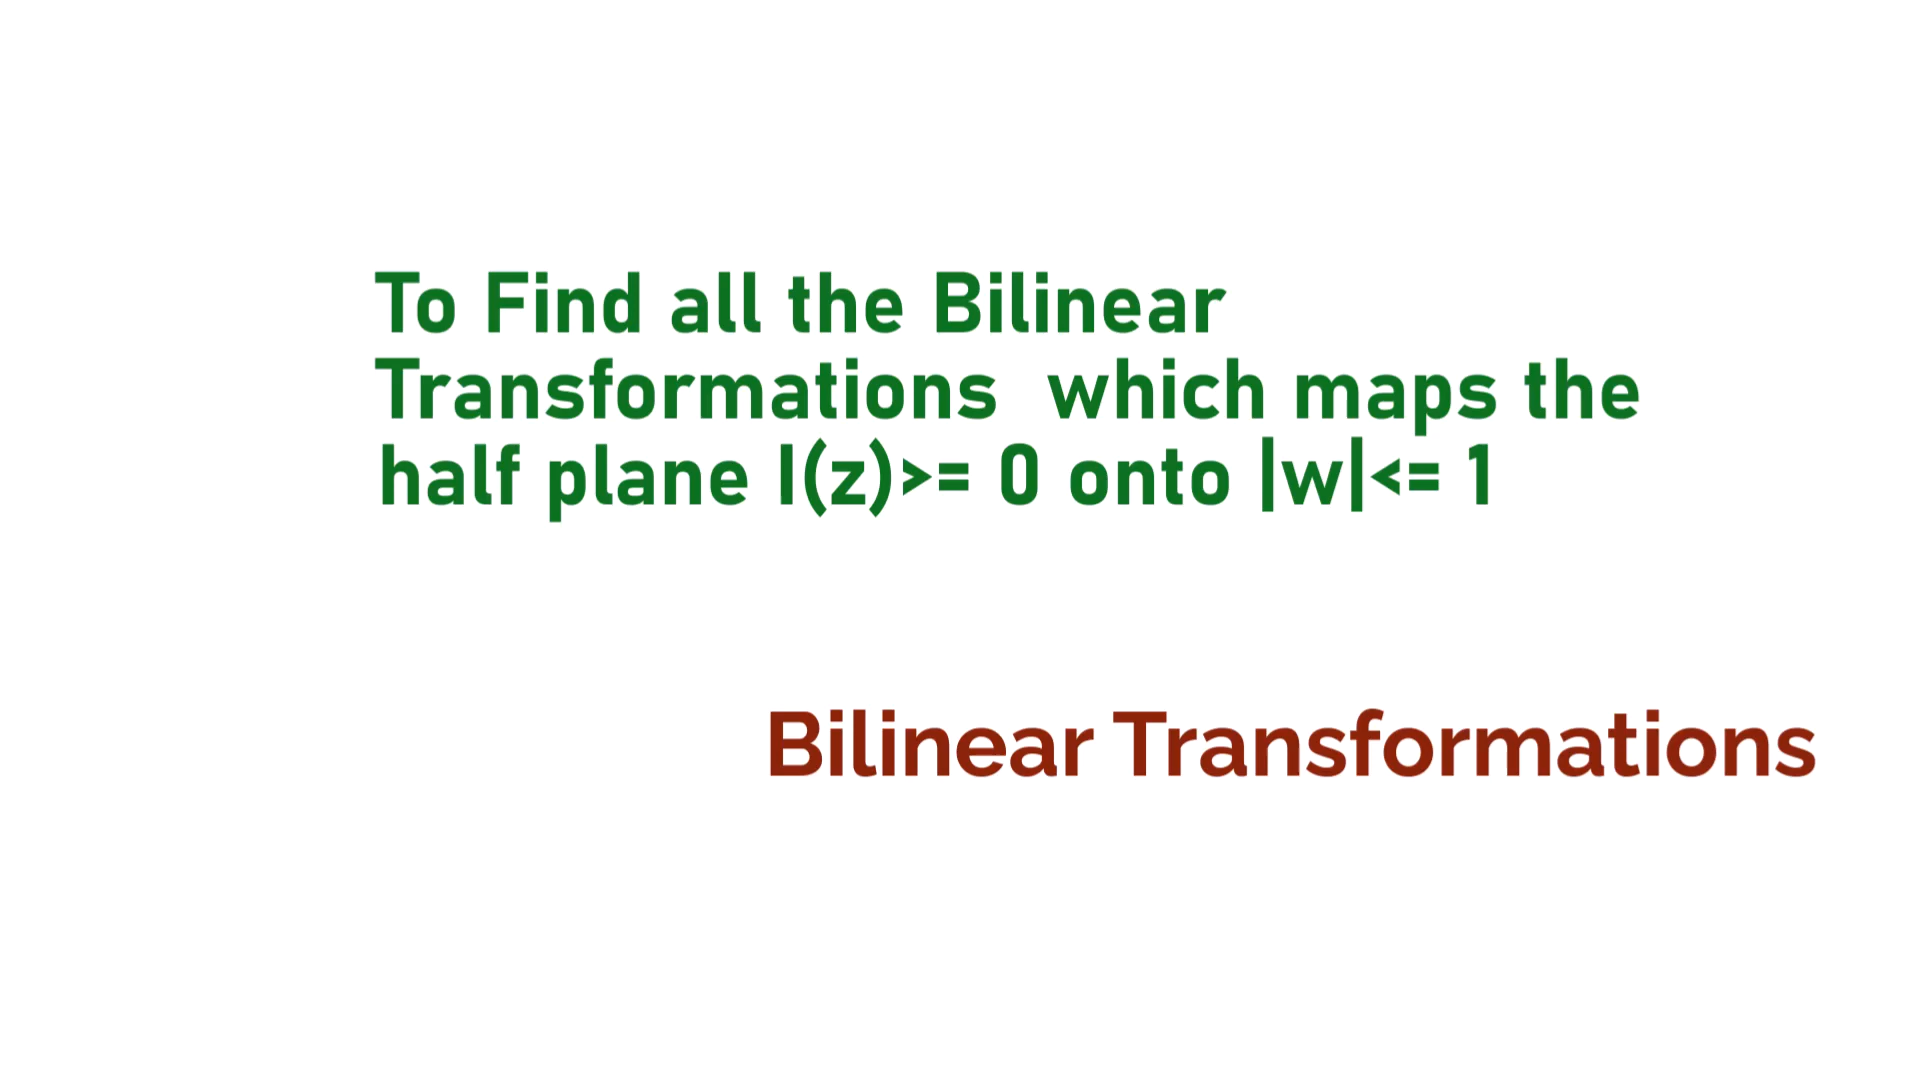 To Find all the Bilinear
Transformations  which maps the
half plane I(z)>= 0 onto |w|<= 1
Bilinear Transformations